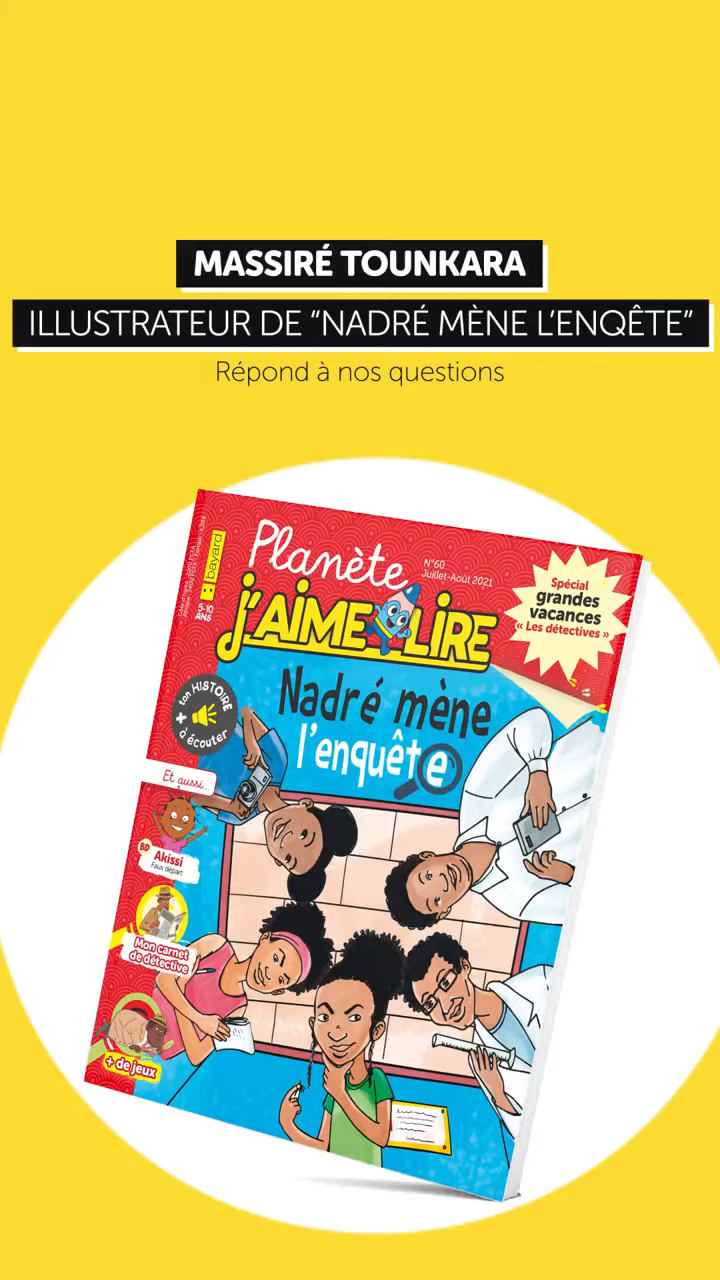 MASSIRÉ TOUNKARA
ILLUSTRATEUR DE “NADRÉ MÈNE L’ENQÊTE”
Répond à nos questions
bayard
5-10
ANS
Planète
N°60
Juillet-Août 2021
j'AIME LIRE
Spécial
grandes
vacances
« Les détectives »
Nadré mène
l'enquête
+ ton HISTOIRE
à écouter
Et aussi...
BD
Akissi
Faux départ
Mon carnet
de détective
+ de jeux